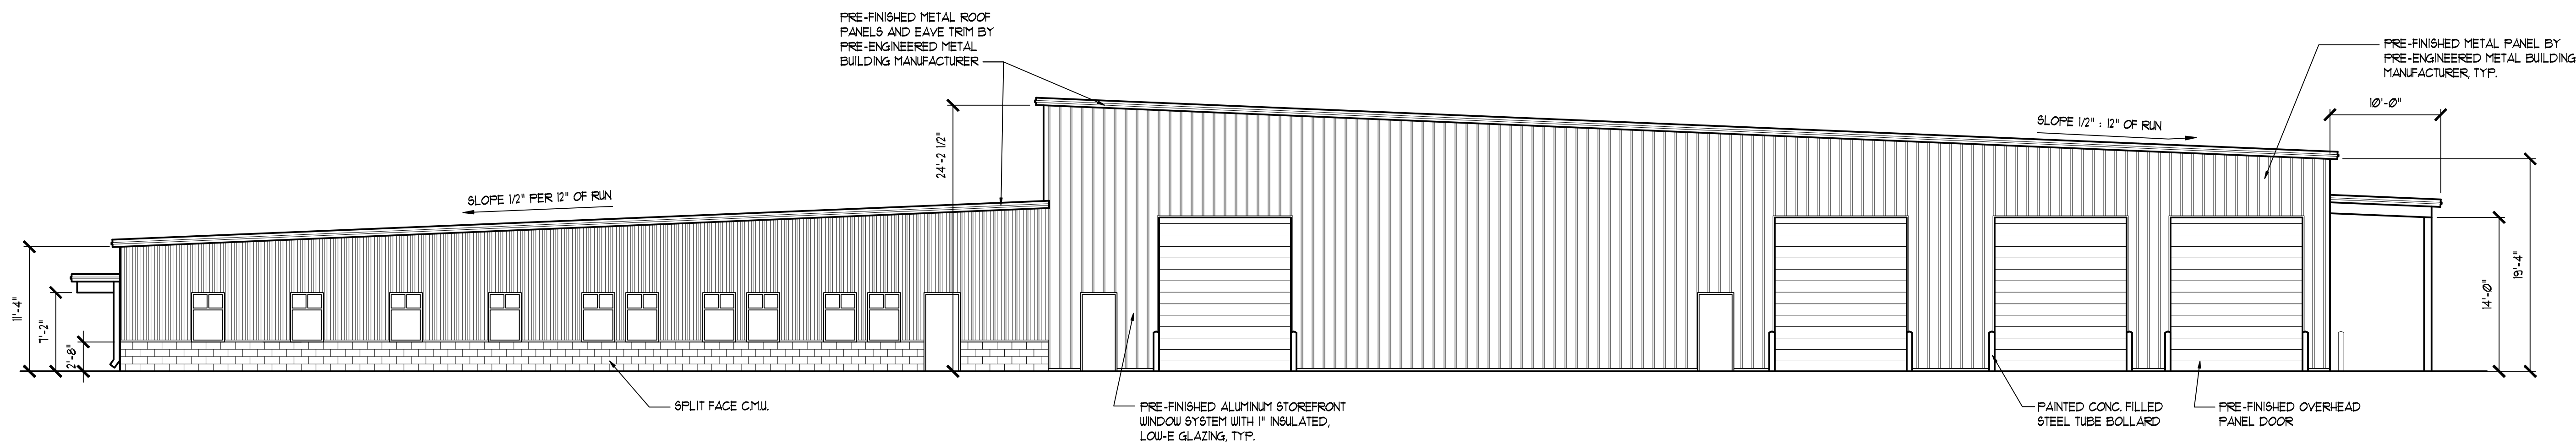 PRE-FINISHED METAL ROOF
PANELS AND EAVE TRIM BY
PRE-ENGINEERED METAL
BUILDING MANUFACTURER
PRE-FINISHED METAL PANEL BY
PRE-ENGINEERED METAL BUILDING
MANUFACTURER, TYP.
10'-0"
SLOPE 1/2" : 12" OF RUN
24'-2 1/2"
SLOPE 1/2" PER 12" OF RUN
11'-4"
7'-2"
2'-8"
14'-0"
19'-4"
SPLIT FACE C.M.U.
PRE-FINISHED ALUMINUM STOREFRONT
WINDOW SYSTEM WITH 1" INSULATED,
LOW-E GLAZING, TYP.
PAINTED CONC. FILLED
STEEL TUBE BOLLARD
PRE-FINISHED OVERHEAD
PANEL DOOR